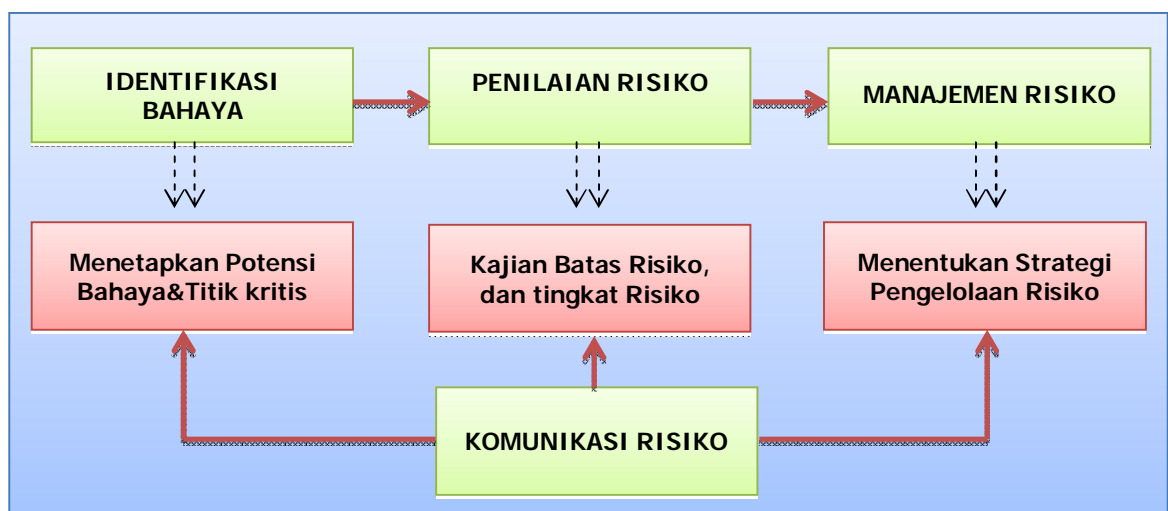 IDENTIFIKASI
BAHAYA
PENILAIAN RISIKO
MANAJEMEN RISIKO
Menetapkan Potensi
Bahaya&Titik kritis
Kajian Batas Risiko,
dan tingkat Risiko
Menentukan Strategi
Pengelolaan Risiko
KOMUNIKASI RISIKO